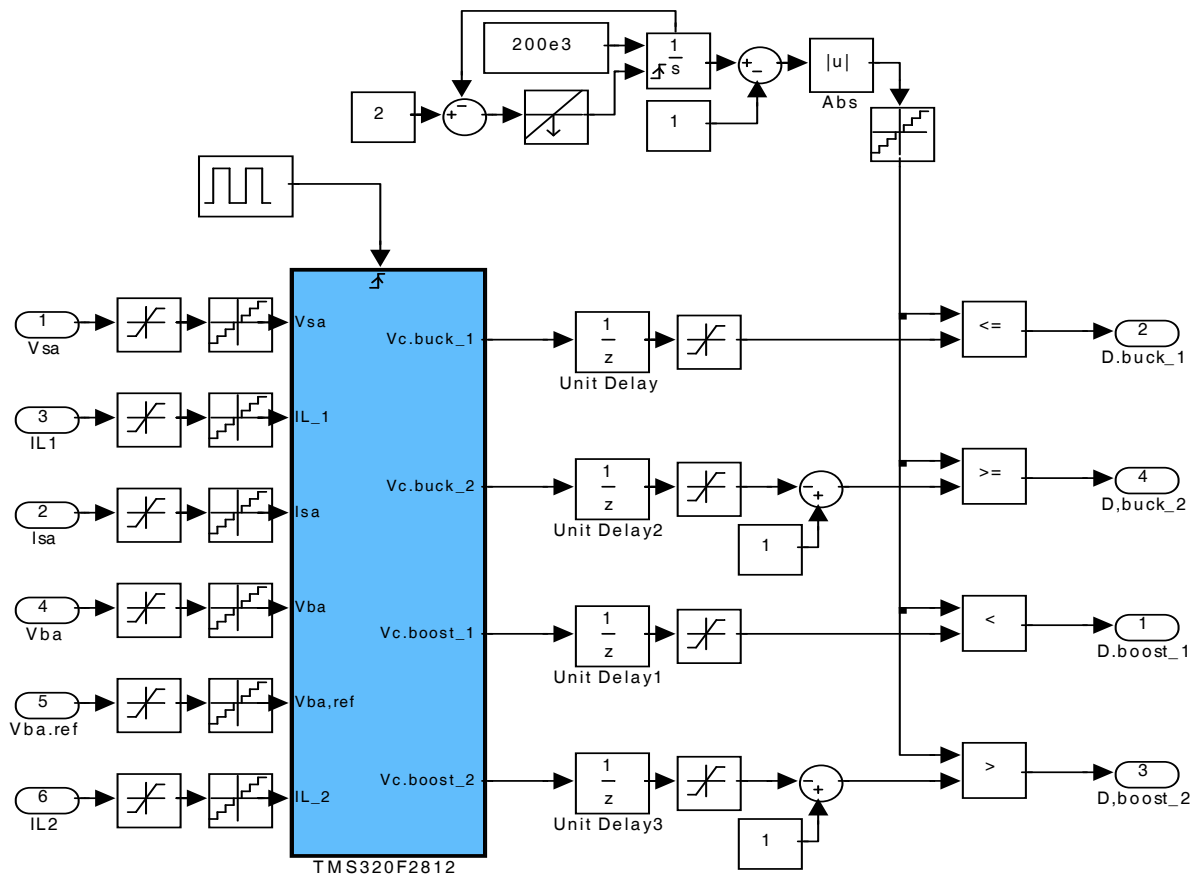 200e3
1
s
|u|
Abs
2
1
1
Vsa
Vsa
Vc.buck_1
1
z
Unit Delay
<=
2
D.buck_1
3
IL1
IL_1
2
Isa
Isa
Vc.buck_2
1
z
Unit Delay2
1
>=
4
D,buck_2
4
Vba
Vba
Vc.boost_1
1
z
Unit Delay1
<
1
D.boost_1
5
Vba.ref
Vba,ref
6
IL2
IL_2
Vc.boost_2
1
z
Unit Delay3
1
>
3
D,boost_2
TMS320F2812